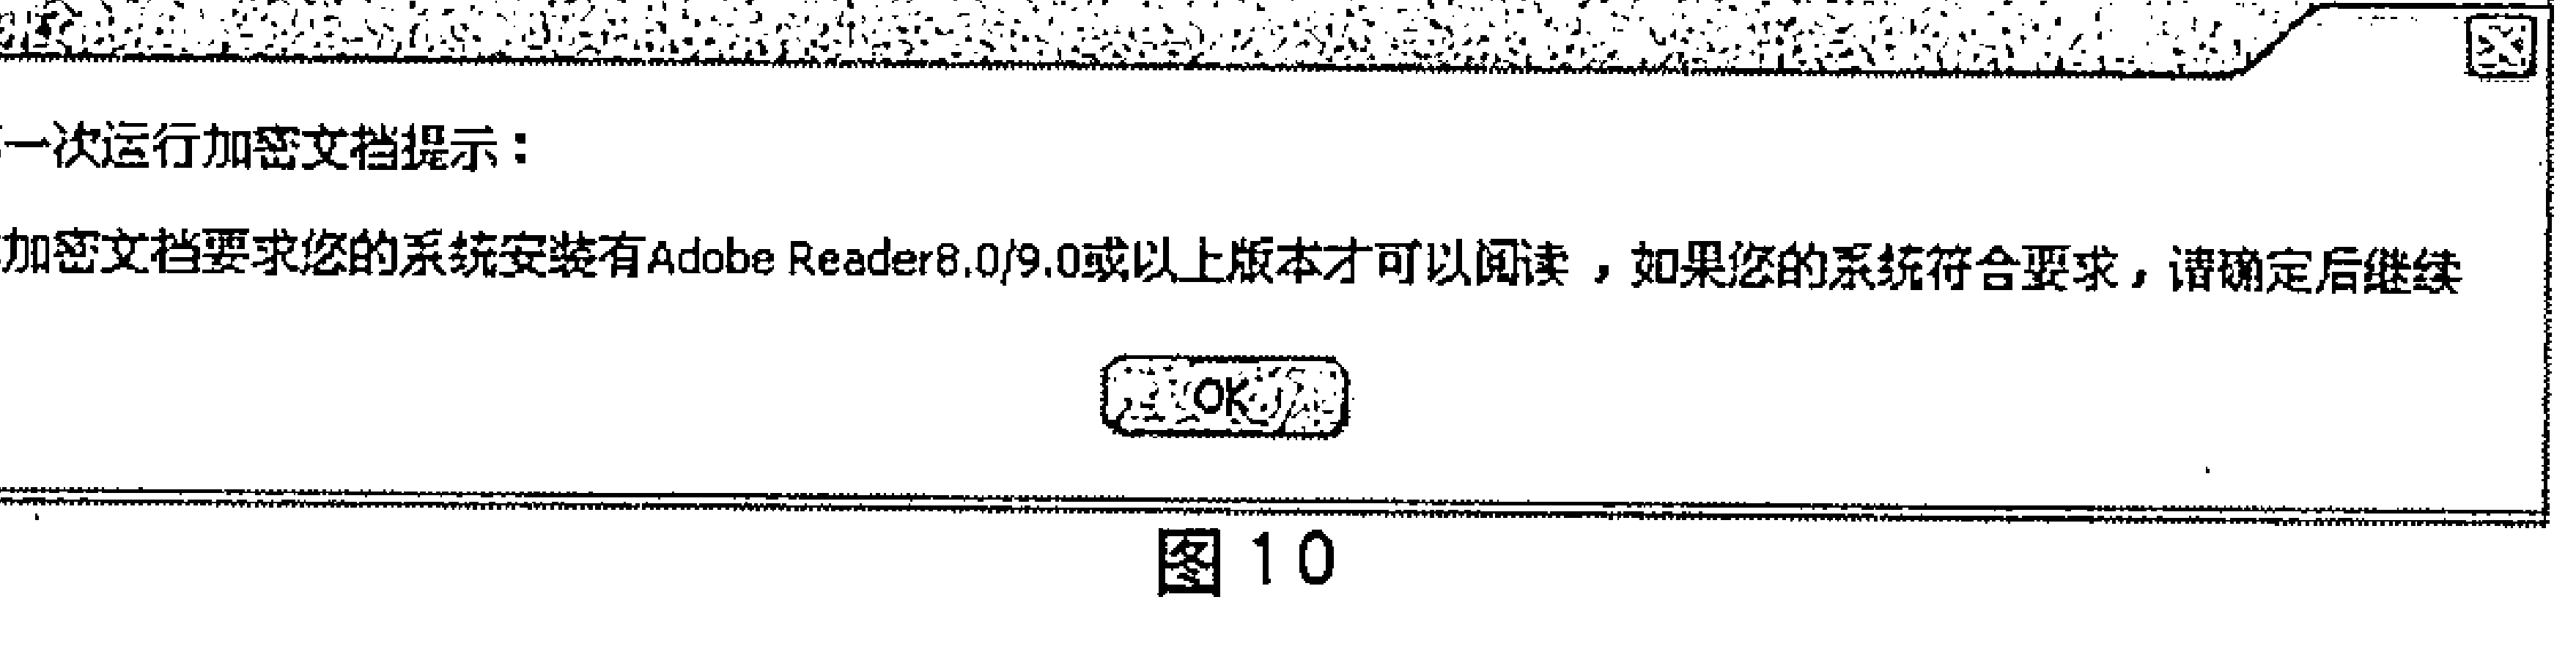 一次运行加密文档提示：
加密文档要求您的系统安装有Adobe Reader8.0/9.0或以上版本才可以阅读，如果您的系统符合要求，请确定后继续
OK
图10